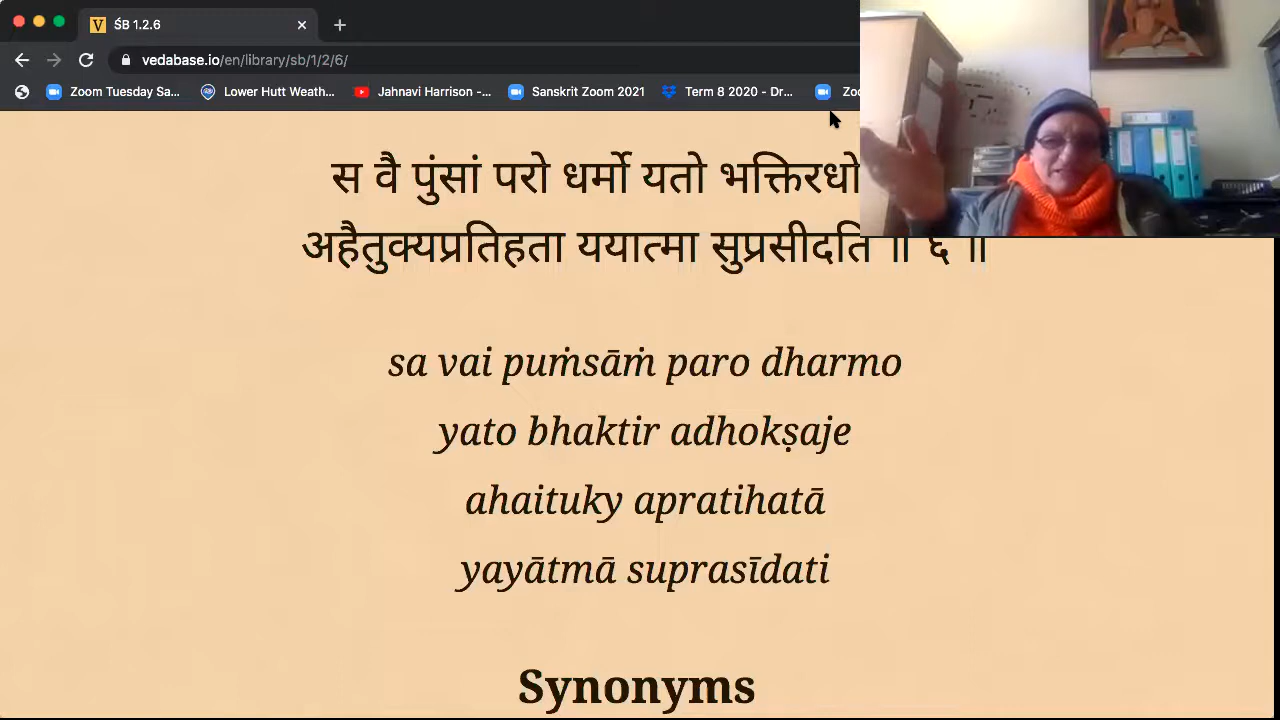 ŚB 1.2.6
vedabase.io/en/library/sb/1/2/6/
Zoom Tuesday Sa... Lower Hutt Weath... Jahnavi Harrison -... Sanskrit Zoom 2021 Term 8 2020 - Dr... Zoo
स वै पुंसां परो धर्मो यतो भक्तिरधो
अहैतुक्यप्रतिहता ययात्मा सुप्रसीदति ॥ ६ ॥
sa vai puṁsāṁ paro dharmo
yato bhaktir adhokṣaje
ahaituky apratihatā
yayātmā suprasīdati
Synonyms